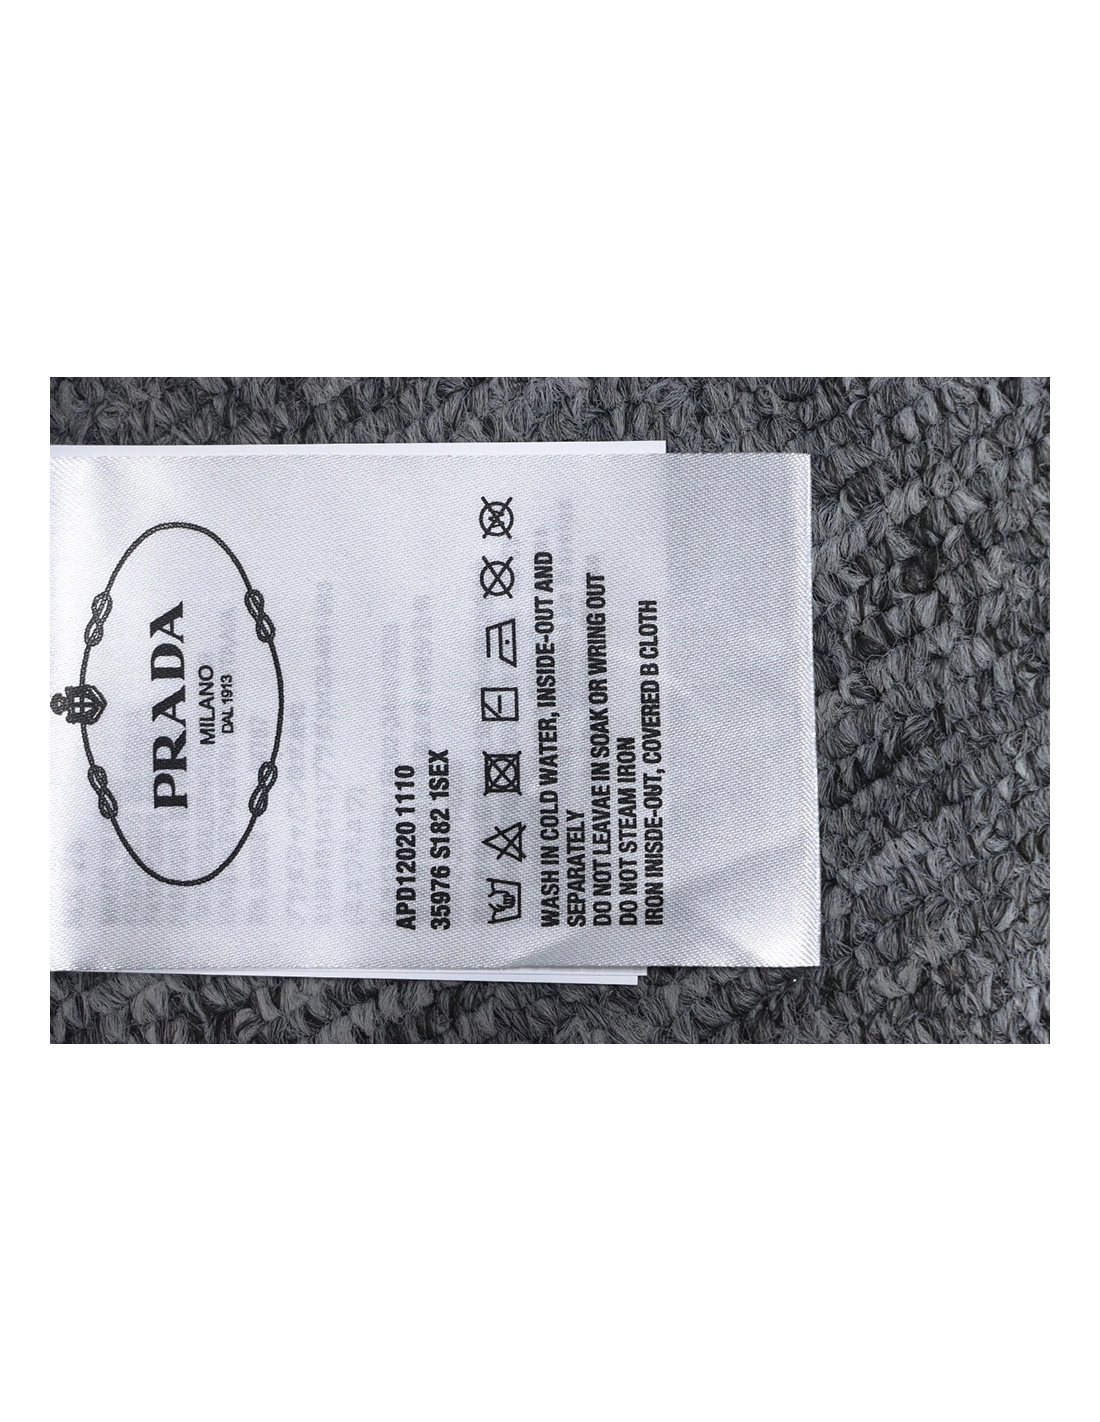 PRADA
MILANO
DAL 1913
APD12020 1110
35976 S182 1SEX
WASH IN COLD WATER, INSIDE-OUT AND
SEPARATELY
DO NOT LEAVAE IN SOAK OR WRING OUT
DO NOT STEAM IRON
IRON INISDE-OUT, COVERED B CLOTH